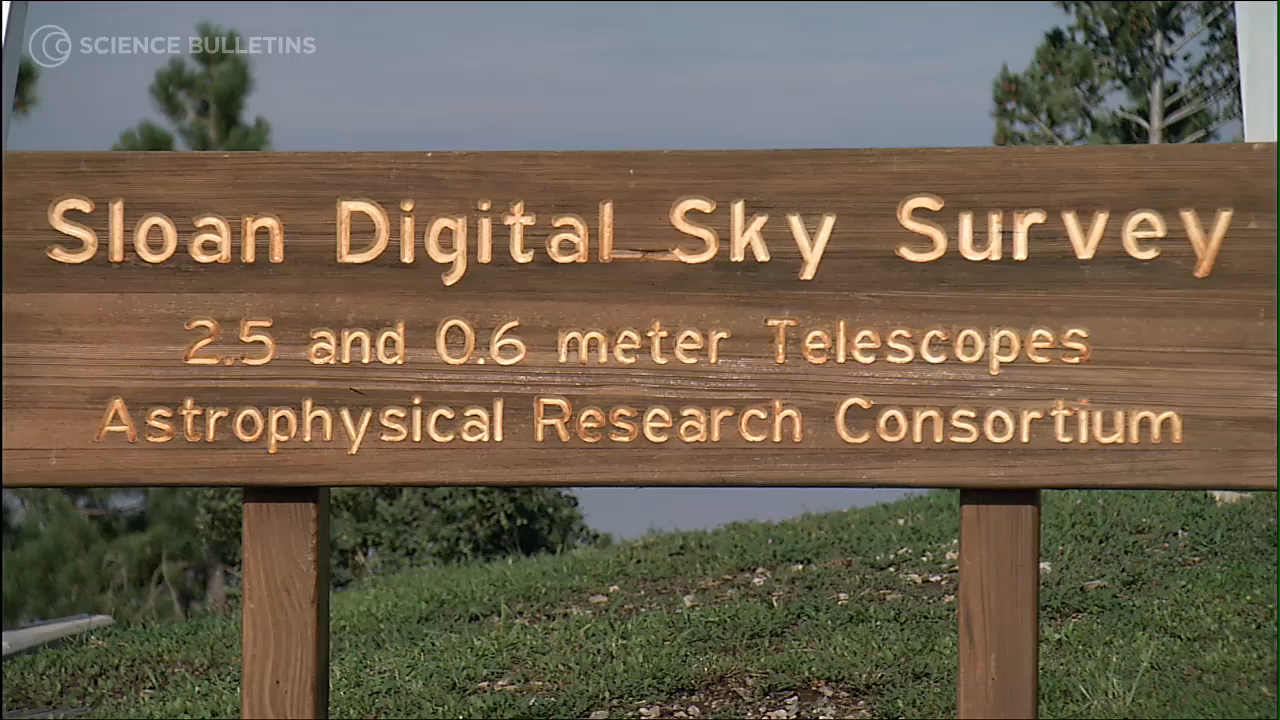 SCIENCE BULLETINS
Sloan Digital Sky Survey
2.5 and 0.6 meter Telescopes
Astrophysical Research Consortium